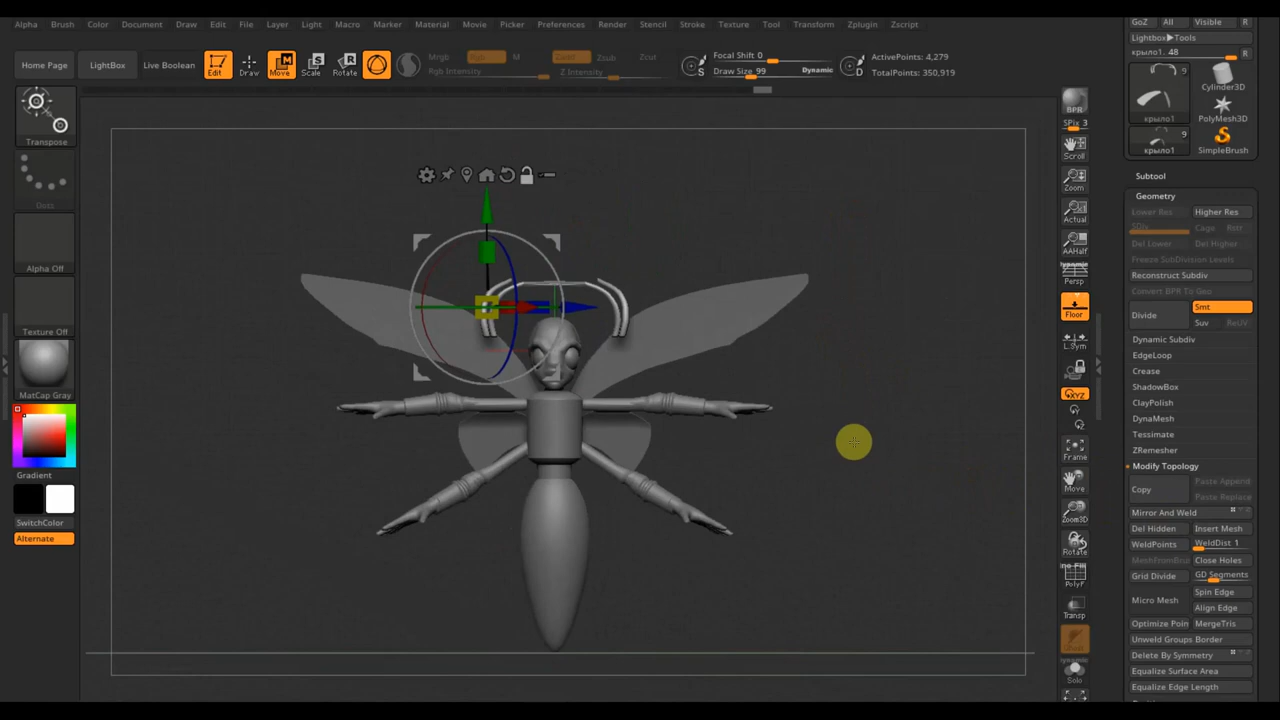 Alpha Brush Color Document Draw Edit File Layer Light Macro Marker Material Movie Picker Preferences Render Stencil Stroke Texture Tool Transform Zplugin Zscript
Home Page
LightBox
Live Boolean
Edit
Draw
Move
Scale
Rotate
Mrgb
Rgb
M
Rgb Intensity
Zadd
Zsub
Zcut
Z Intensity
Focal Shift 0
Draw Size 99
Dynamic
S
D
ActivePoints: 4,279
TotalPoints: 350,919
Transpose
Dots
Alpha Off
Texture Off
MatCap Gray
Gradient
SwitchColor
Alternate
BPR
SPix 3
Scroll
Zoom
Actual
AAHalf
Dynamic
Persp
Floor
L.Sym
XYZ
Frame
Move
Zoom3D
Rotate
PolyF
Transp
Dynamic
Solo
GoZ All Visible R
Lightbox▶Tools
крыло1. 48 R
9
крыло1
Cylinder3D
PolyMesh3D
9
крыло1
SimpleBrush
Subtool
Geometry
Lower Res Higher Res
SDiv Cage Rstr
Del Lower Del Higher
Freeze SubDivision Levels
Reconstruct Subdiv
Convert BPR To Geo
Divide
Smt
Suv ReUV
Dynamic Subdiv
EdgeLoop
Crease
ShadowBox
ClayPolish
DynaMesh
Tessimate
ZRemesher
Modify Topology
Copy
Paste Append
Paste Replace
Mirror And Weld
Del Hidden Insert Mesh
WeldPoints WeldDist 1
MeshFromBru Close Holes
Grid Divide GD Segments
Micro Mesh
Spin Edge
Align Edge
Optimize Poin MergeTris
Unweld Groups Border
Delete By Symmetry
Equalize Surface Area
Equalize Edge Length